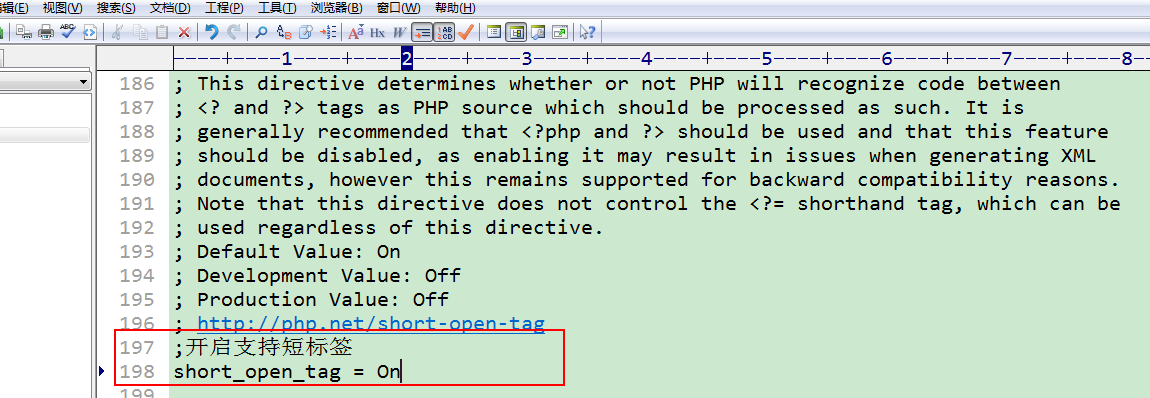 编辑(E) 视图(V) 搜索(S) 文档(D) 工程(P) 工具(T) 浏览器(B) 窗口(W) 帮助(H)
----+----1----+----2----+----3----+----4----+----5----+----6----+----7----+----8--
186 ; This directive determines whether or not PHP will recognize code between
187 ; <? and ?> tags as PHP source which should be processed as such. It is
188 ; generally recommended that <?php and ?> should be used and that this feature
189 ; should be disabled, as enabling it may result in issues when generating XML
190 ; documents, however this remains supported for backward compatibility reasons.
191 ; Note that this directive does not control the <?= shorthand tag, which can be
192 ; used regardless of this directive.
193 ; Default Value: On
194 ; Development Value: Off
195 ; Production Value: Off
196 ; http://php.net/short-open-tag
197 ;开启支持短标签
198 short_open_tag = On
199